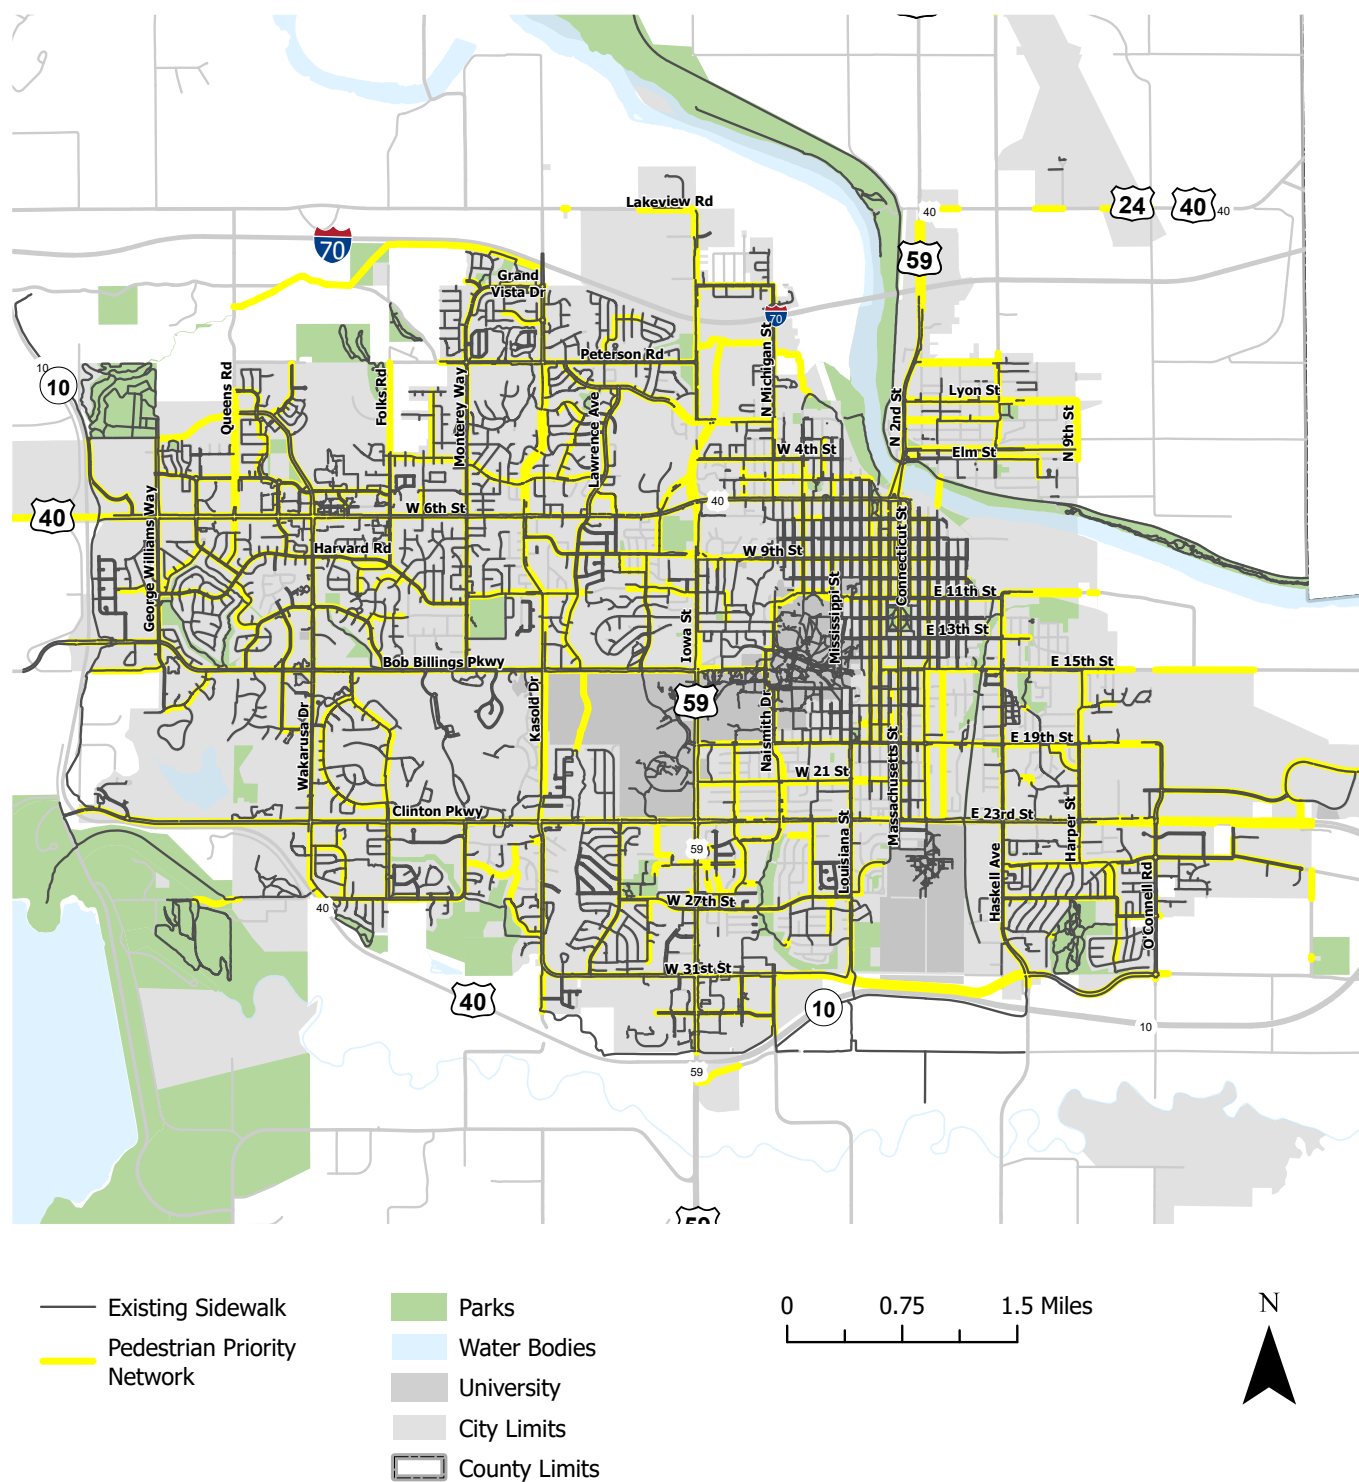 Lakeview Rd
24
40
40
40
59
70
Grand
Vista Dr
70
N Michigan St
Peterson Rd
10
10
Queens Rd
Folks Rd
Monterey Way
Lawrence Ave
N 2nd St
Lyon St
N 9th St
Elm St
W 4th St
40
40
W 6th St
George Williams Way
Harvard Rd
W 9th St
Connecticut St
Mississippi St
E 11th St
E 13th St
Iowa St
Bob Billings Pkwy
E 15th St
59
Kasold Dr
Wakarusa Dr
Naismith Dr
Massachusetts St
E 19th St
W 21 St
Clinton Pkwy
E 23rd St
Harper St
59
Louisiana St
Haskell Ave
O'Connell Rd
W 27th St
40
W 31st St
40
10
10
59
59
Existing Sidewalk
Pedestrian Priority
Network
Parks
Water Bodies
University
City Limits
County Limits
0 0.75 1.5 Miles
N